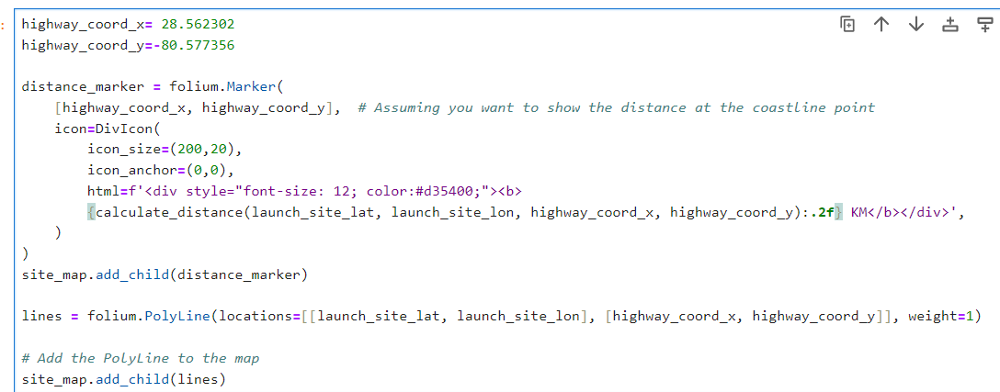 :
highway_coord_x= 28.562302
highway_coord_y=-80.577356
distance_marker = folium.Marker(
[highway_coord_x, highway_coord_y],  # Assuming you want to show the distance at the coastline point
icon=DivIcon(
icon_size=(200,20),
icon_anchor=(0,0),
html=f'<div style="font-size: 12; color:#d35400;"><b>
{calculate_distance(launch_site_lat, launch_site_lon, highway_coord_x, highway_coord_y):.2f} KM</b></div>',
)
)
site_map.add_child(distance_marker)
lines = folium.PolyLine(locations=[[launch_site_lat, launch_site_lon], [highway_coord_x, highway_coord_y]], weight=1)
# Add the PolyLine to the map
site_map.add_child(lines)